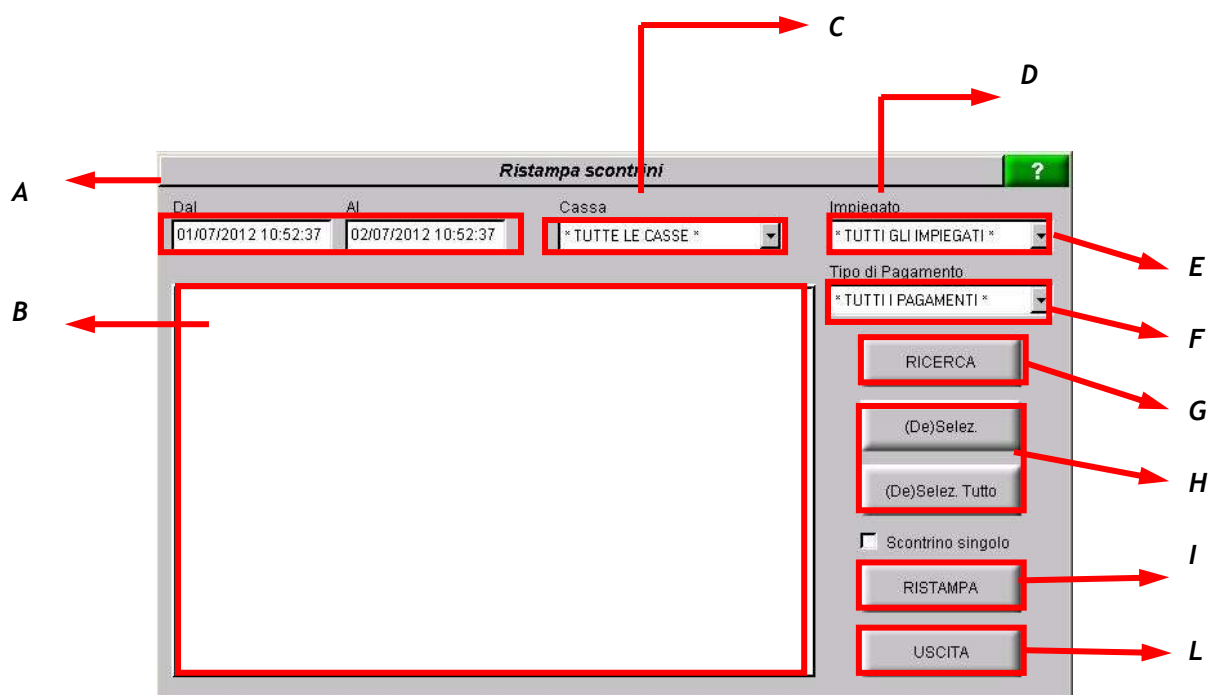 C
D
Ristampa scontrini
?
A
Dal Al Cassa Impiegato
01/07/2012 10:52:37 02/07/2012 10:52:37 * TUTTE LE CASSE * * TUTTI GLI IMPIEGATI *
E
Tipo di Pagamento
B
* TUTTI I PAGAMENTI *
F
RICERCA
G
(De)Selez.
H
(De)Selez. Tutto
Scontrino singolo
I
RISTAMPA
USCITA
L